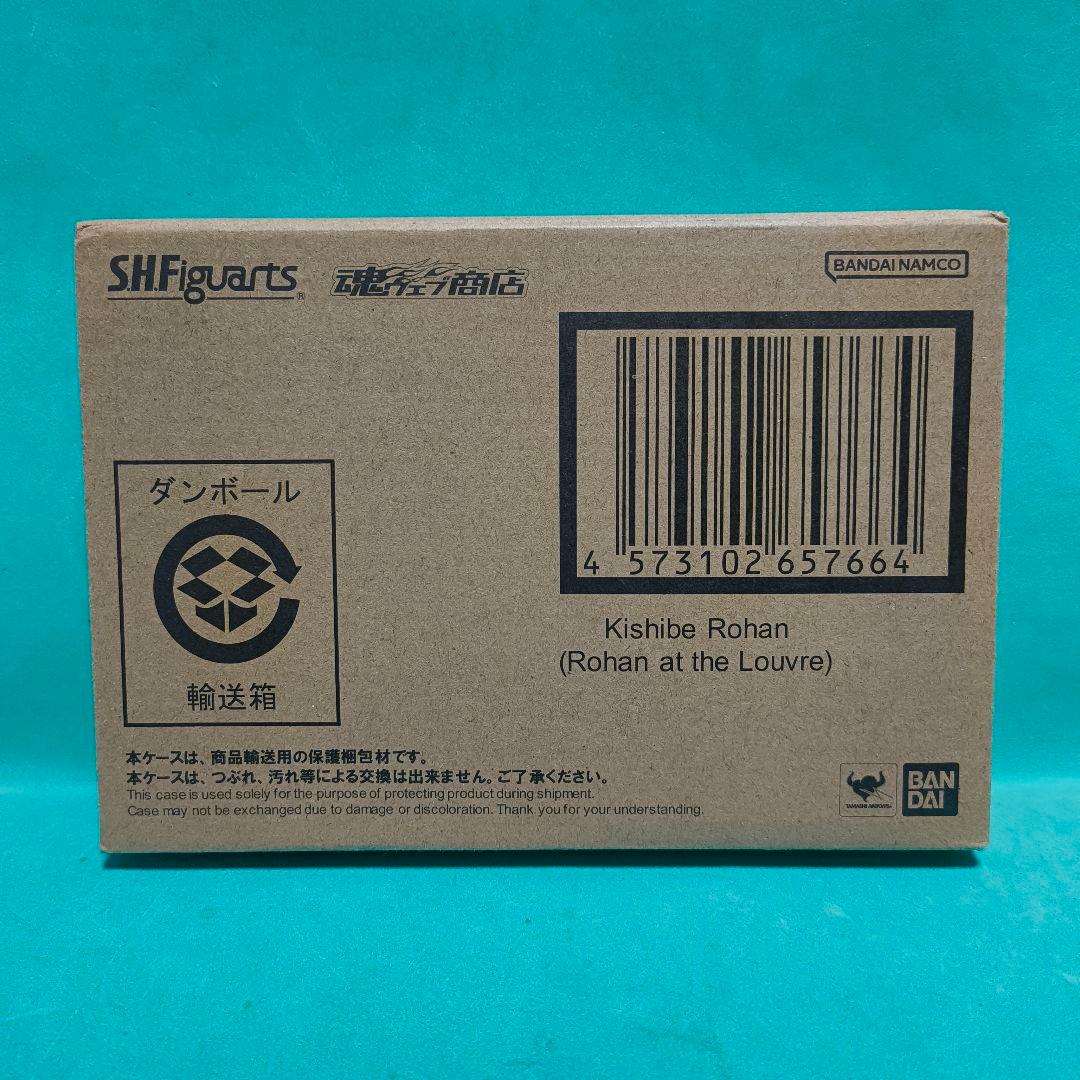 S.H.Figuarts®
魂ウェブ商店
BANDAI NAMCO
4 573102 657664
Kishibe Rohan
(Rohan at the Louvre)
ダンボール
輸送箱
本ケースは、商品輸送用の保護梱包材です。
本ケースは、つぶれ、汚れ等による交換は出来ません。ご了承ください。
This case is used solely for the purpose of protecting product during shipment.
Case may not be exchanged due to damage or discoloration. Thank you for your understanding.
TAMASHII NATIONS
BAN
DAI